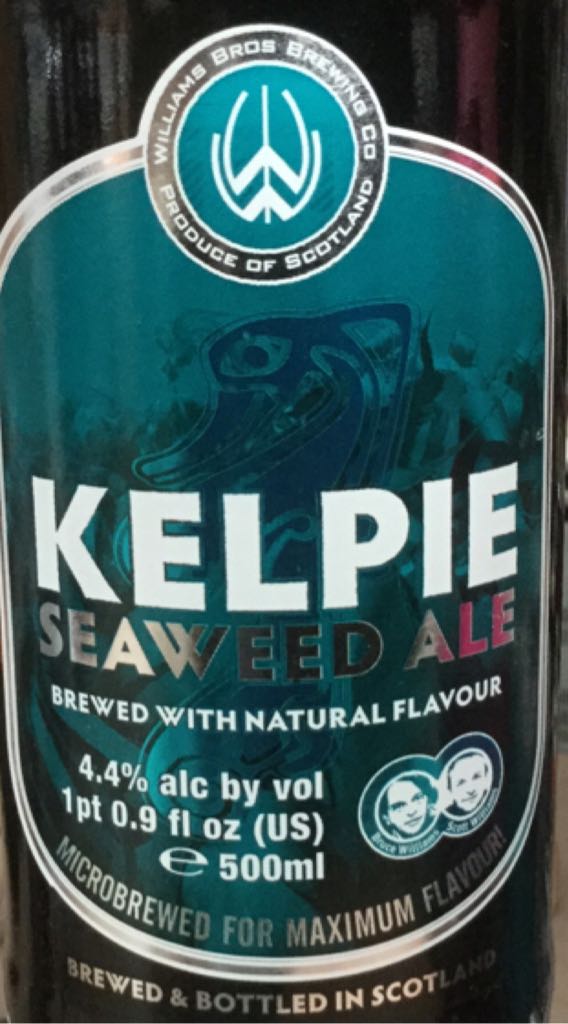 WILLIAMS BROS BREWING CO
PRODUCE OF SCOTLAND
KELPIE
SEAWEED ALE
BREWED WITH NATURAL FLAVOUR
4.4% alc by vol
1pt 0.9 fl oz (US)
℮ 500ml
Bruce Williams
Scott Williams
MICROBREWED FOR MAXIMUM FLAVOUR!
BREWED & BOTTLED IN SCOTLAND